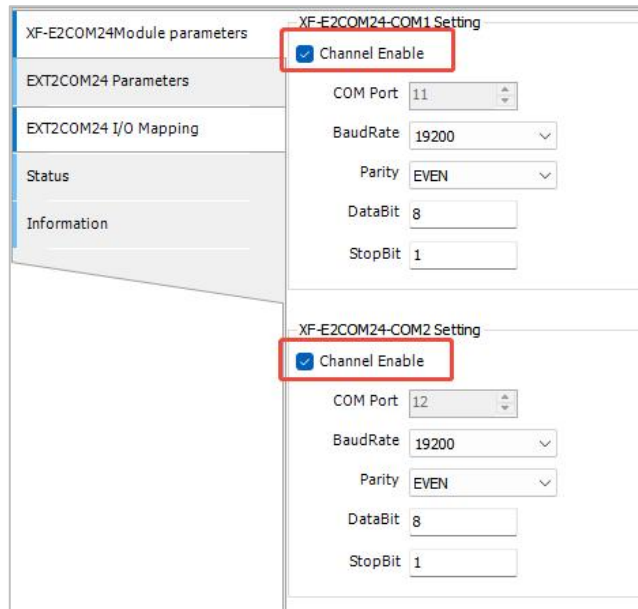 XF-E2COM24Module parameters
EXT2COM24 Parameters
EXT2COM24 I/O Mapping
Status
Information
XF-E2COM24-COM1 Setting
Channel Enable
COM Port 11
BaudRate 19200
Parity EVEN
DataBit 8
StopBit 1
XF-E2COM24-COM2 Setting
Channel Enable
COM Port 12
BaudRate 19200
Parity EVEN
DataBit 8
StopBit 1